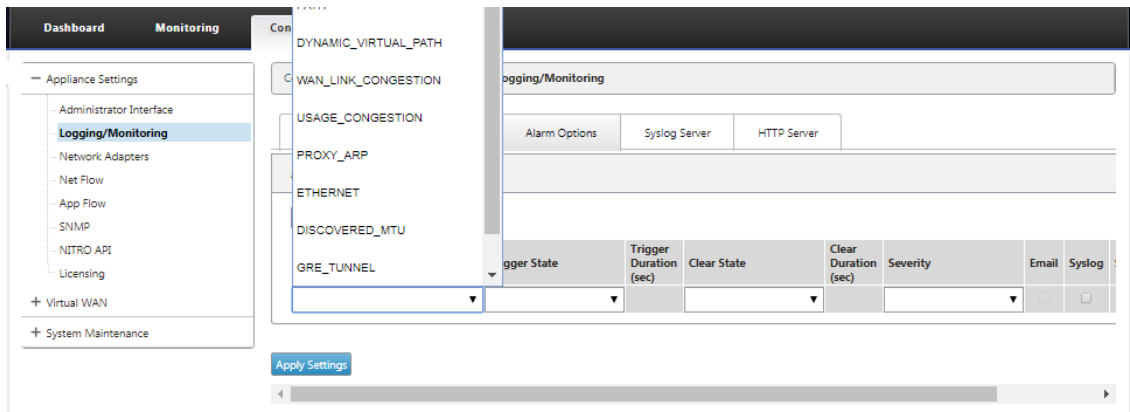 Dashboard Monitoring Con
DYNAMIC_VIRTUAL_PATH
WAN_LINK_CONGESTION
USAGE_CONGESTION
PROXY_ARP
ETHERNET
DISCOVERED_MTU
GRE_TUNNEL
— Appliance Settings
Administrator Interface
Logging/Monitoring
Network Adapters
Net Flow
App Flow
SNMP
NITRO API
Licensing
+ Virtual WAN
+ System Maintenance
C ogging/Monitoring
Alarm Options Syslog Server HTTP Server
gger State Trigger Duration (sec) Clear State Clear Duration (sec) Severity Email Syslog
Apply Settings